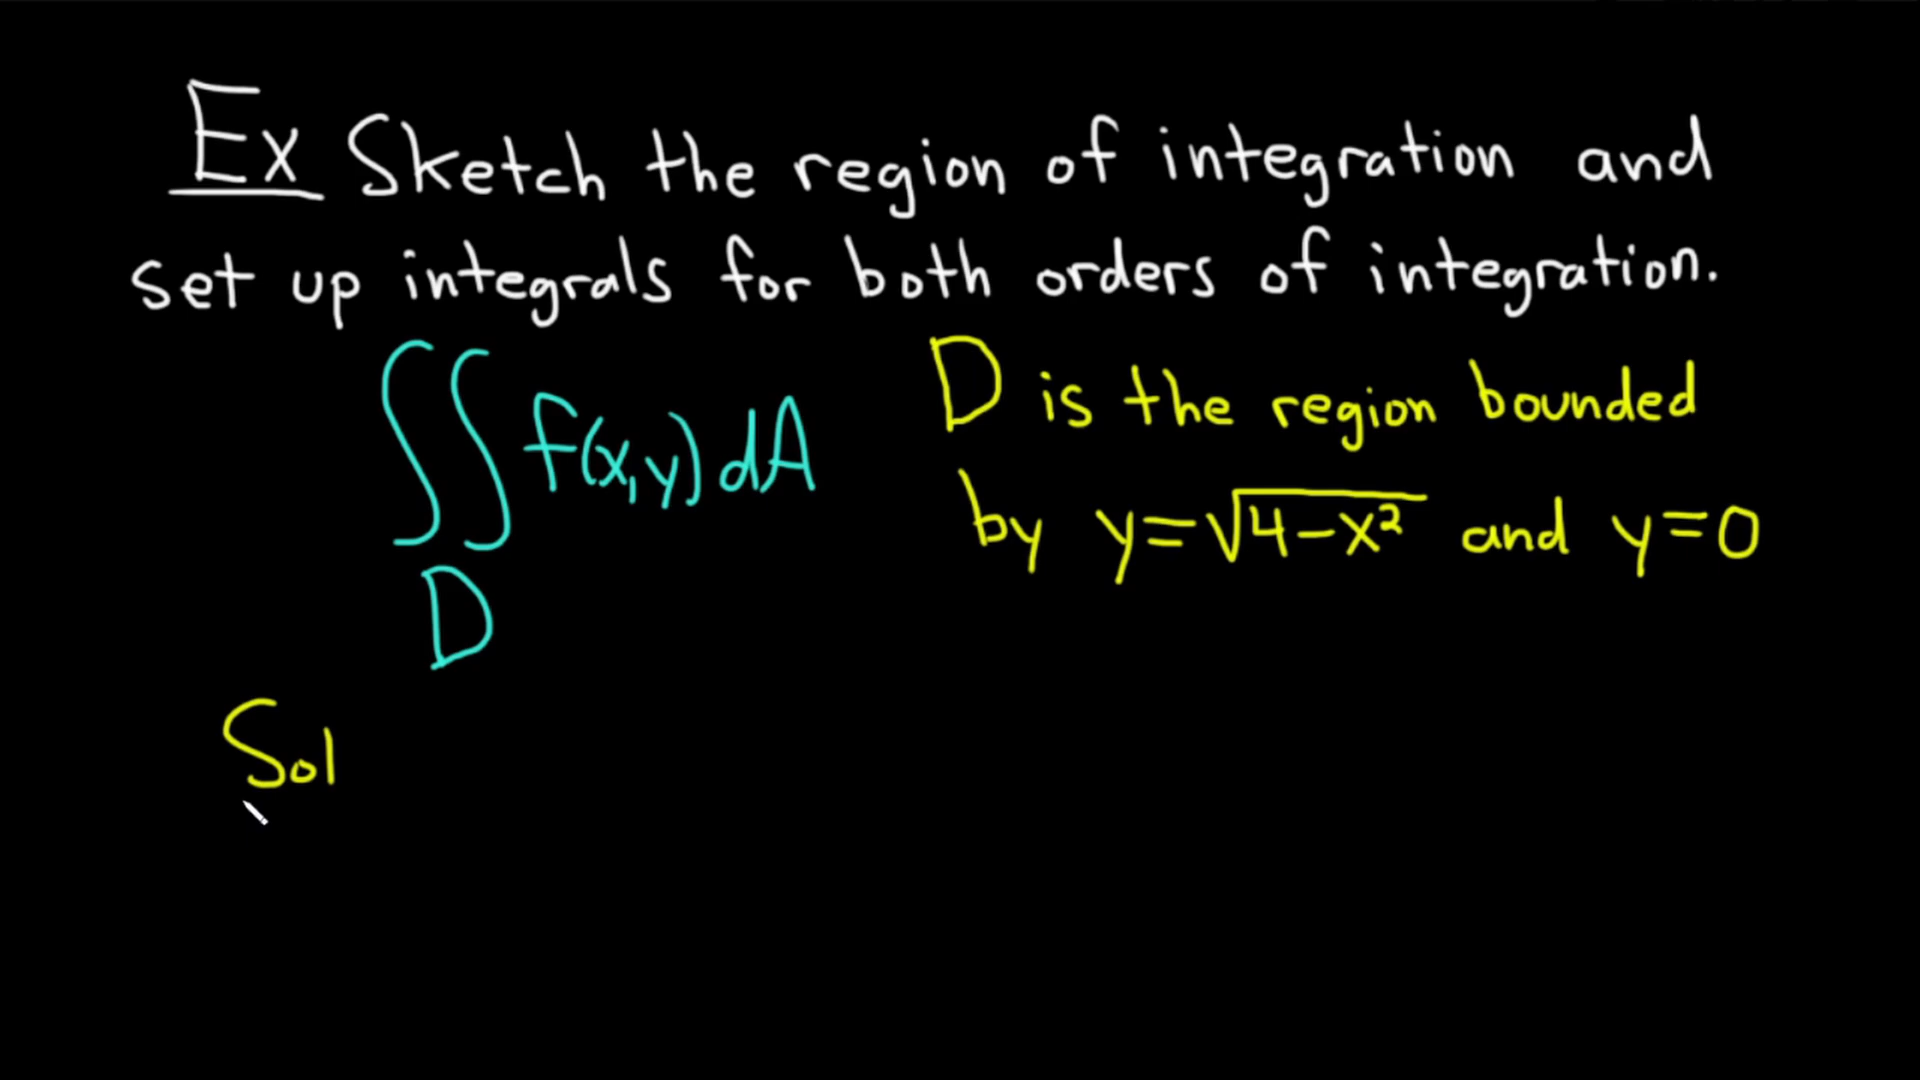 Ex Sketch the region of integration and
set up integrals for both orders of integration.
∬ f(x,y) dA D is the region bounded
D by y=√4-x² and y=0
Sol